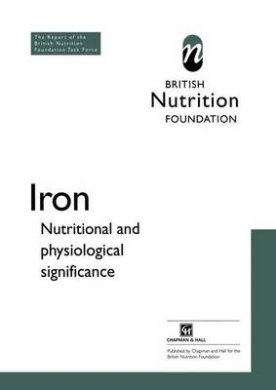 The Report of the
British Nutrition
Foundation Task Force
n
BRITISH
Nutrition
FOUNDATION
Iron
Nutritional and
physiological
significance
CHAPMAN & HALL
Published by Chapman and Hall for the
British Nutrition Foundation